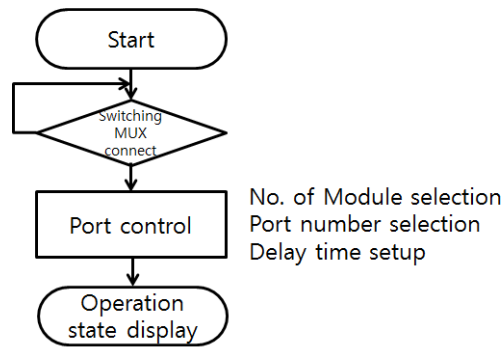 Start
Switching
MUX
connect
Port control
No. of Module selection
Port number selection
Delay time setup
Operation
state display